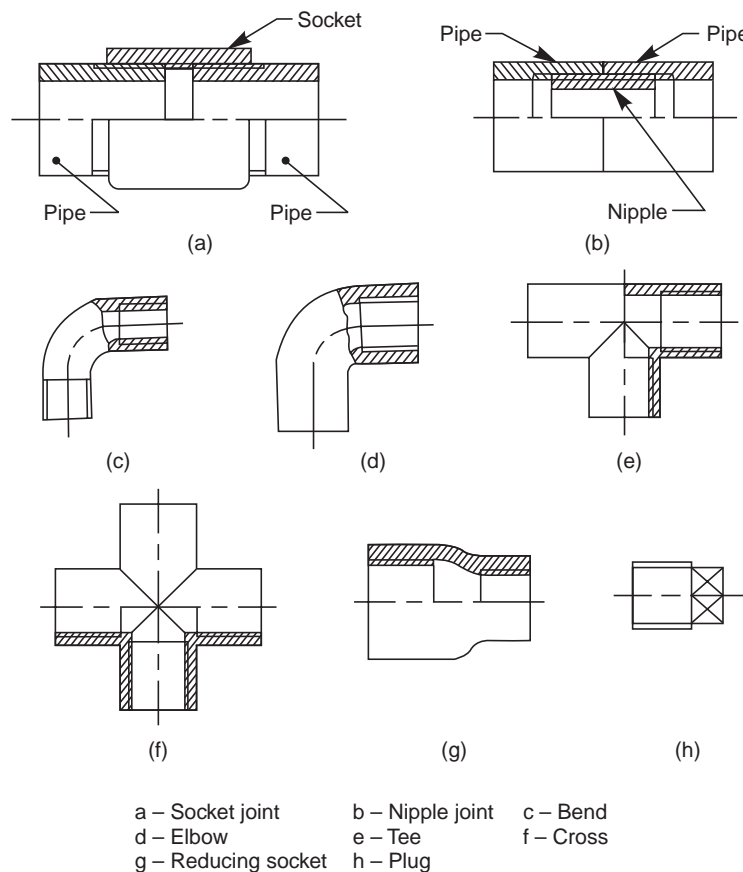 Socket
Pipe
Pipe
(a)
Pipe
Pipe
Nipple
(b)
(c)
(d)
(e)
(f)
(g)
(h)
a – Socket joint b – Nipple joint c – Bend
d – Elbow e – Tee f – Cross
g – Reducing socket h – Plug